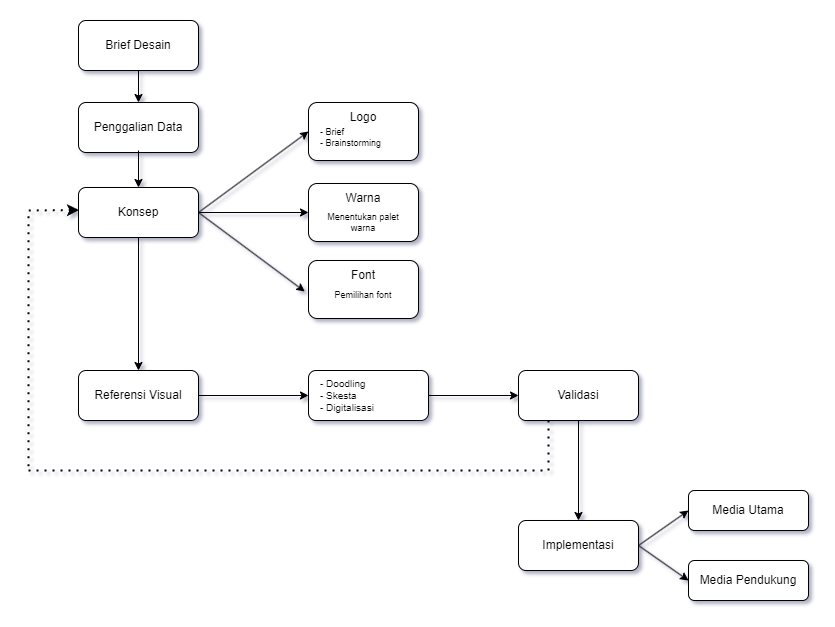 Brief Desain
Penggalian Data
Logo
- Brief
- Brainstorming
Konsep
Warna
Menentukan palet
warna
Font
Pemilihan font
Referensi Visual
- Doodling
- Skesta
- Digitalisasi
Validasi
Implementasi
Media Utama
Media Pendukung